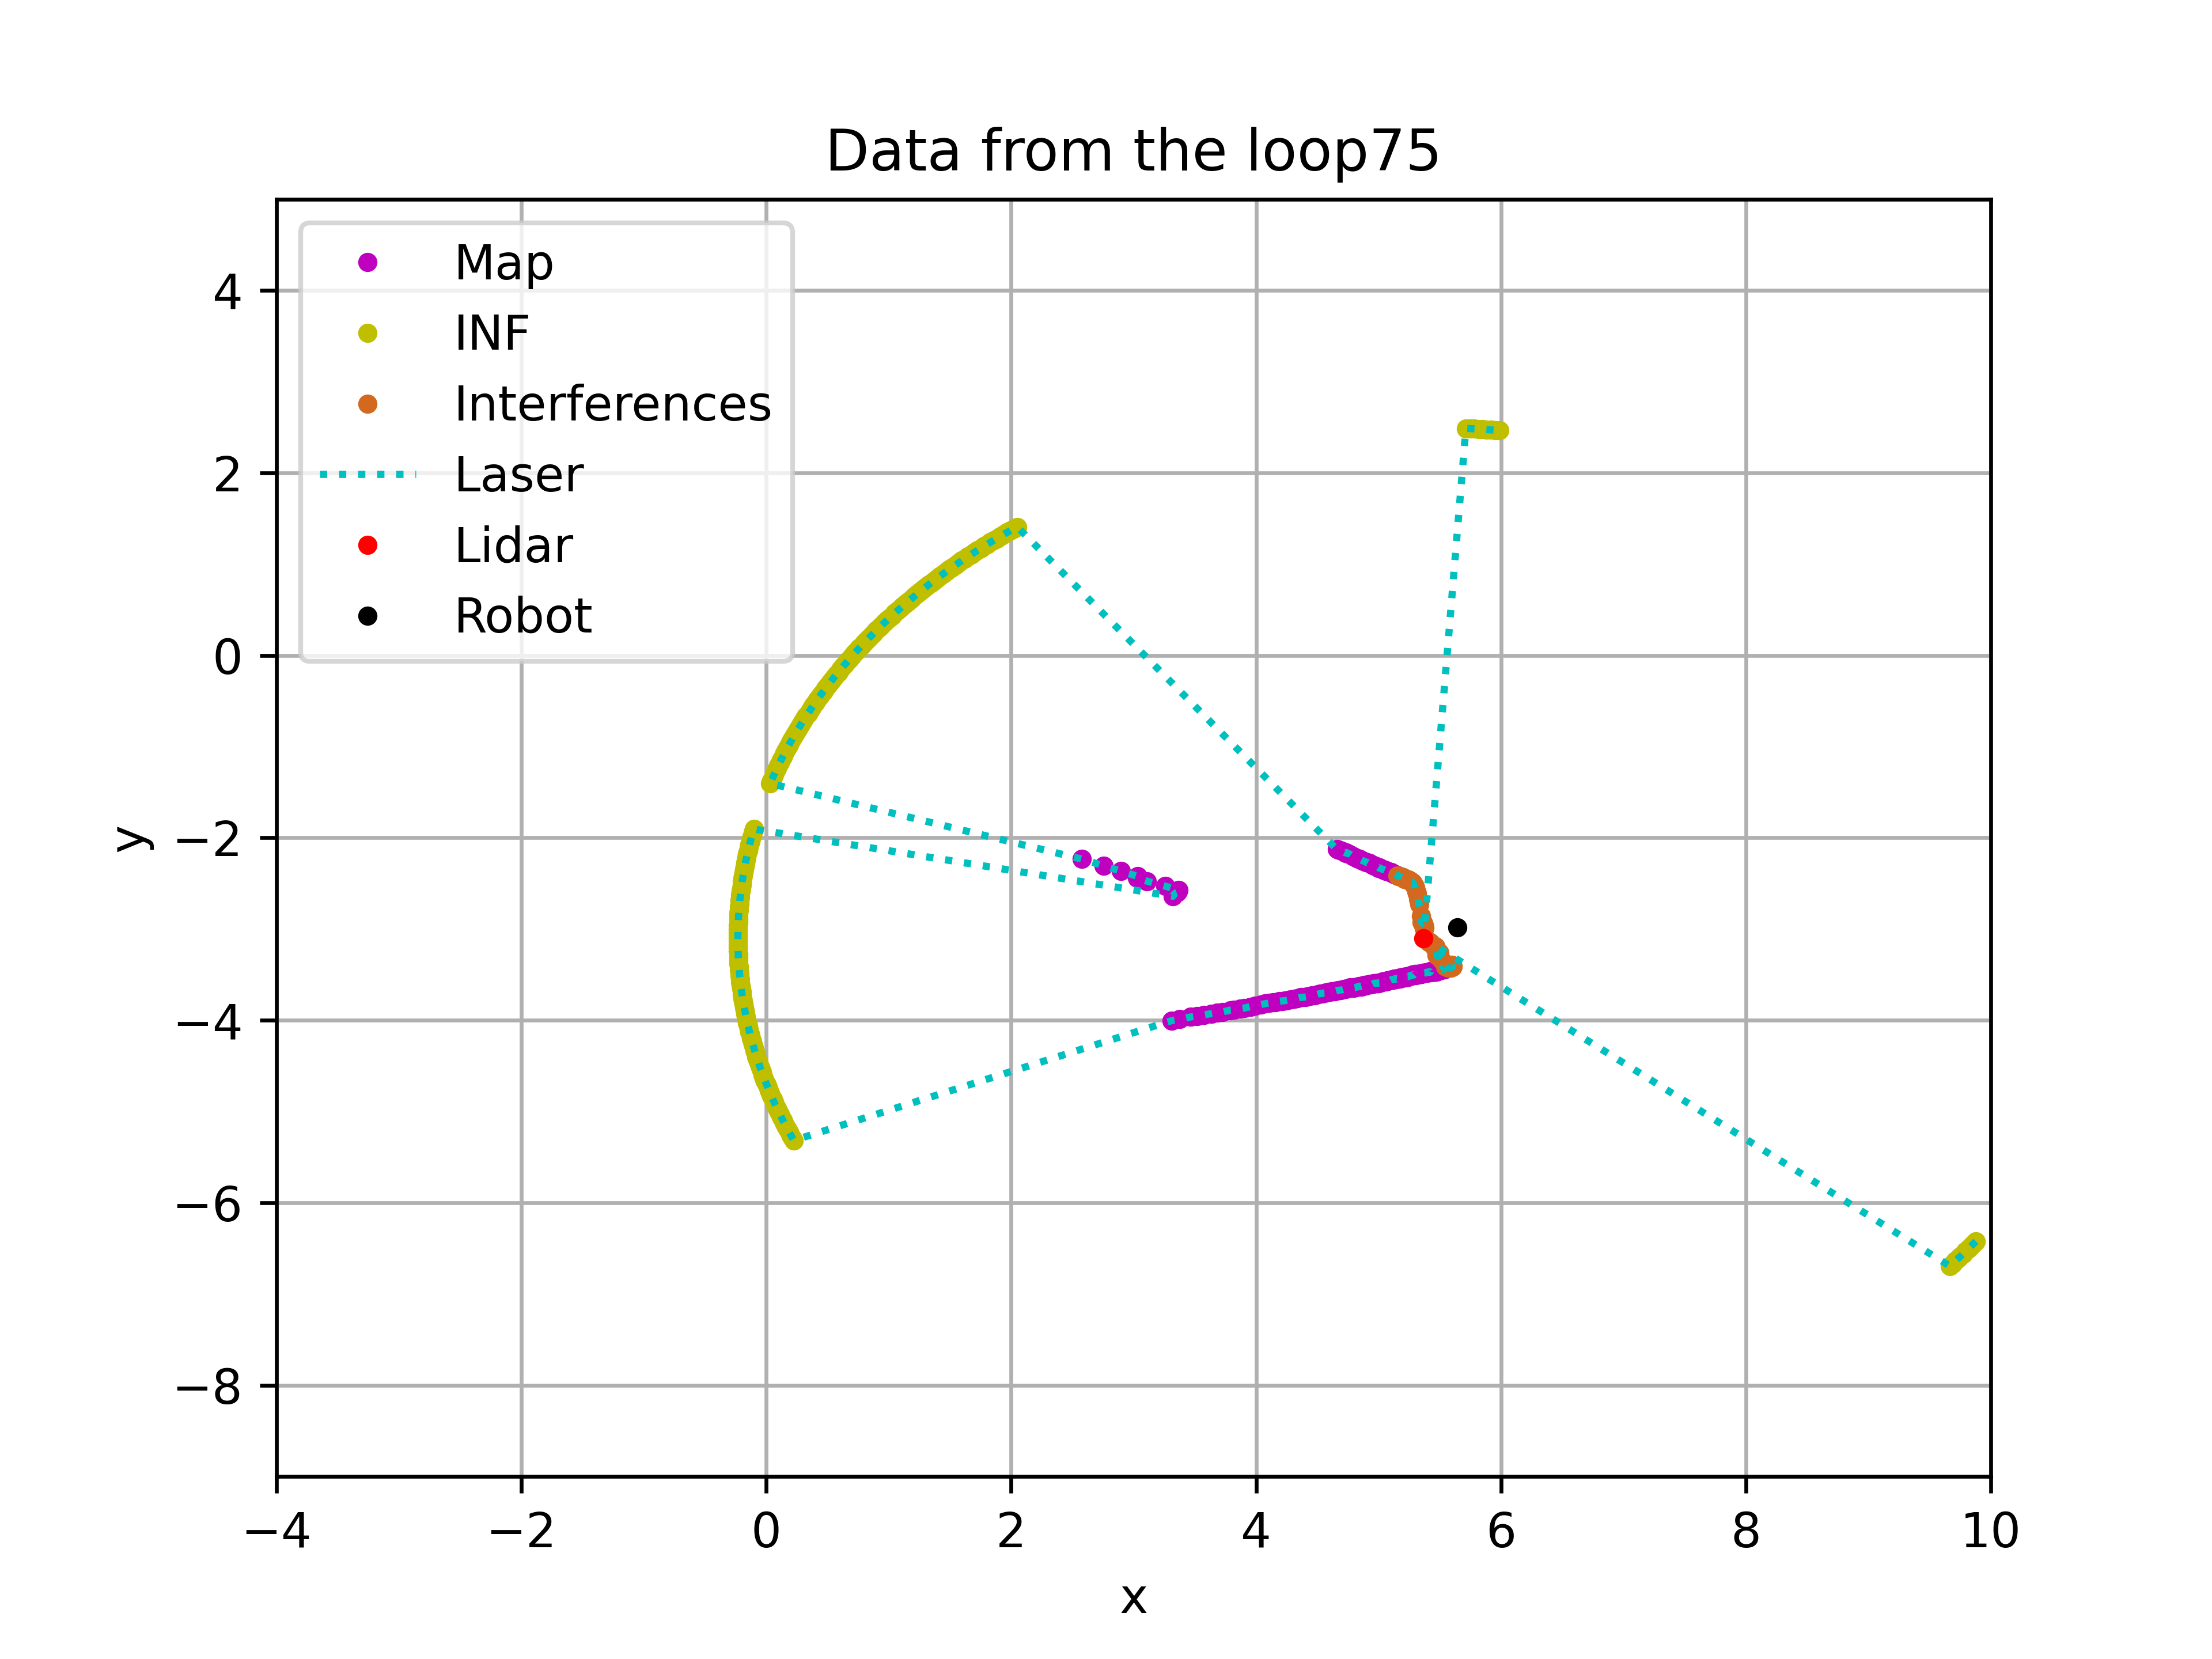 Data from the loop75
Map
INF
Interferences
Laser
Lidar
Robot
4
2
0
−2
−4
−6
−8
y
−4 −2 0 2 4 6 8 10
x